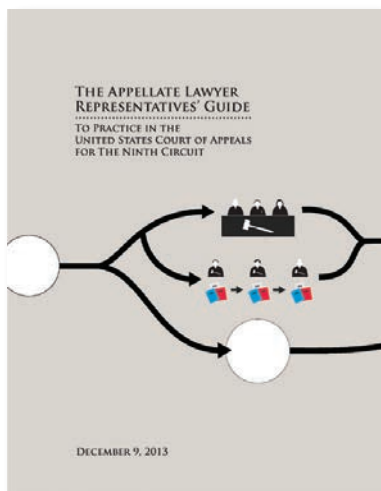 The Appellate Lawyer
Representatives' Guide
To Practice in the
United States Court of Appeals
for The Ninth Circuit
December 9, 2013